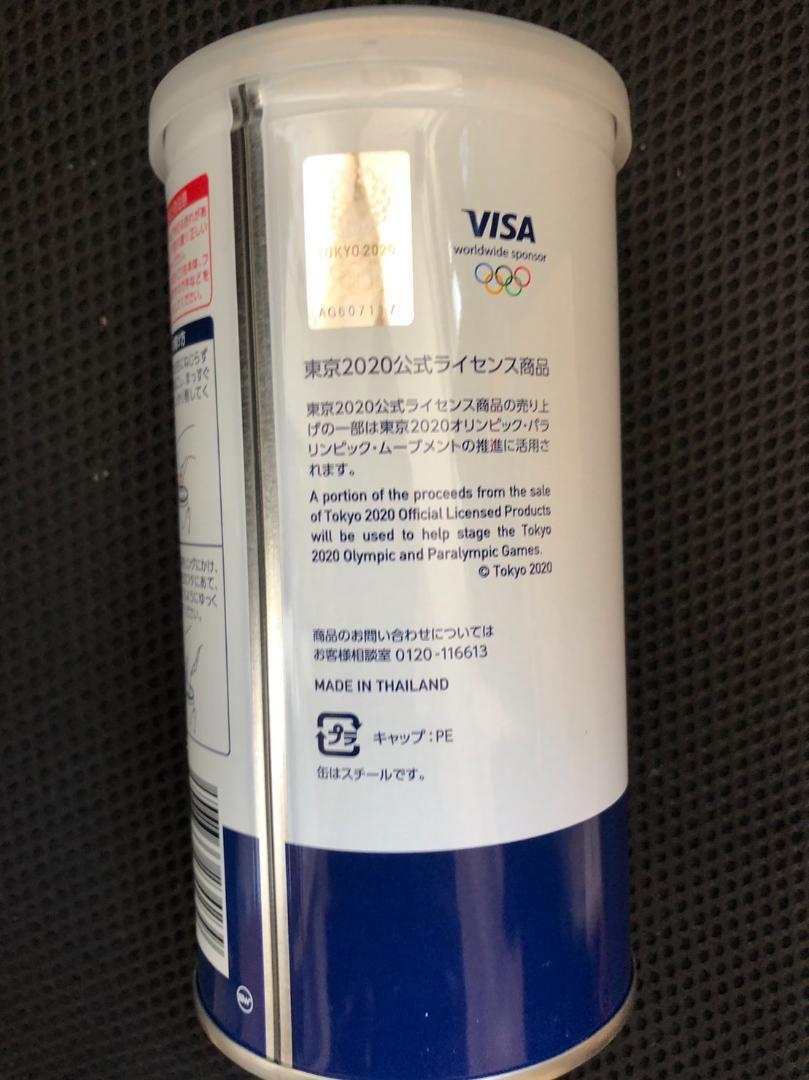 TOKYO 2020
VISA
worldwide sponsor
東京2020公式ライセンス商品
東京2020公式ライセンス商品の売り上
げの一部は東京2020オリンピック・パラ
リンピック・ムーブメントの推進に活用さ
れます。
A portion of the proceeds from the sale
of Tokyo 2020 Official Licensed Products
will be used to help stage the Tokyo
2020 Olympic and Paralympic Games.
© Tokyo 2020
商品のお問い合わせについては
お客様相談室 0120-116613
MADE IN THAILAND
プラ キャップ:PE
缶はスチールです。